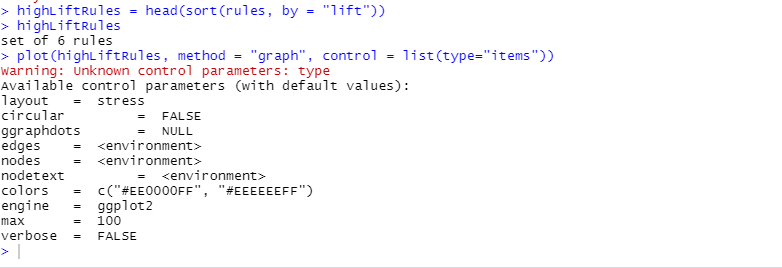 > highLiftRules = head(sort(rules, by = "lift"))
> highLiftRules
set of 6 rules
> plot(highLiftRules, method = "graph", control = list(type="items"))
Warning: Unknown control parameters: type
Available control parameters (with default values):
layout   =  stress
circular         =  FALSE
ggraphdots       =  NULL
edges    =  <environment>
nodes    =  <environment>
nodetext         =  <environment>
colors   =  c("#EE0000FF", "#EEEEEEFF")
engine   =  ggplot2
max      =  100
verbose  =  FALSE
>